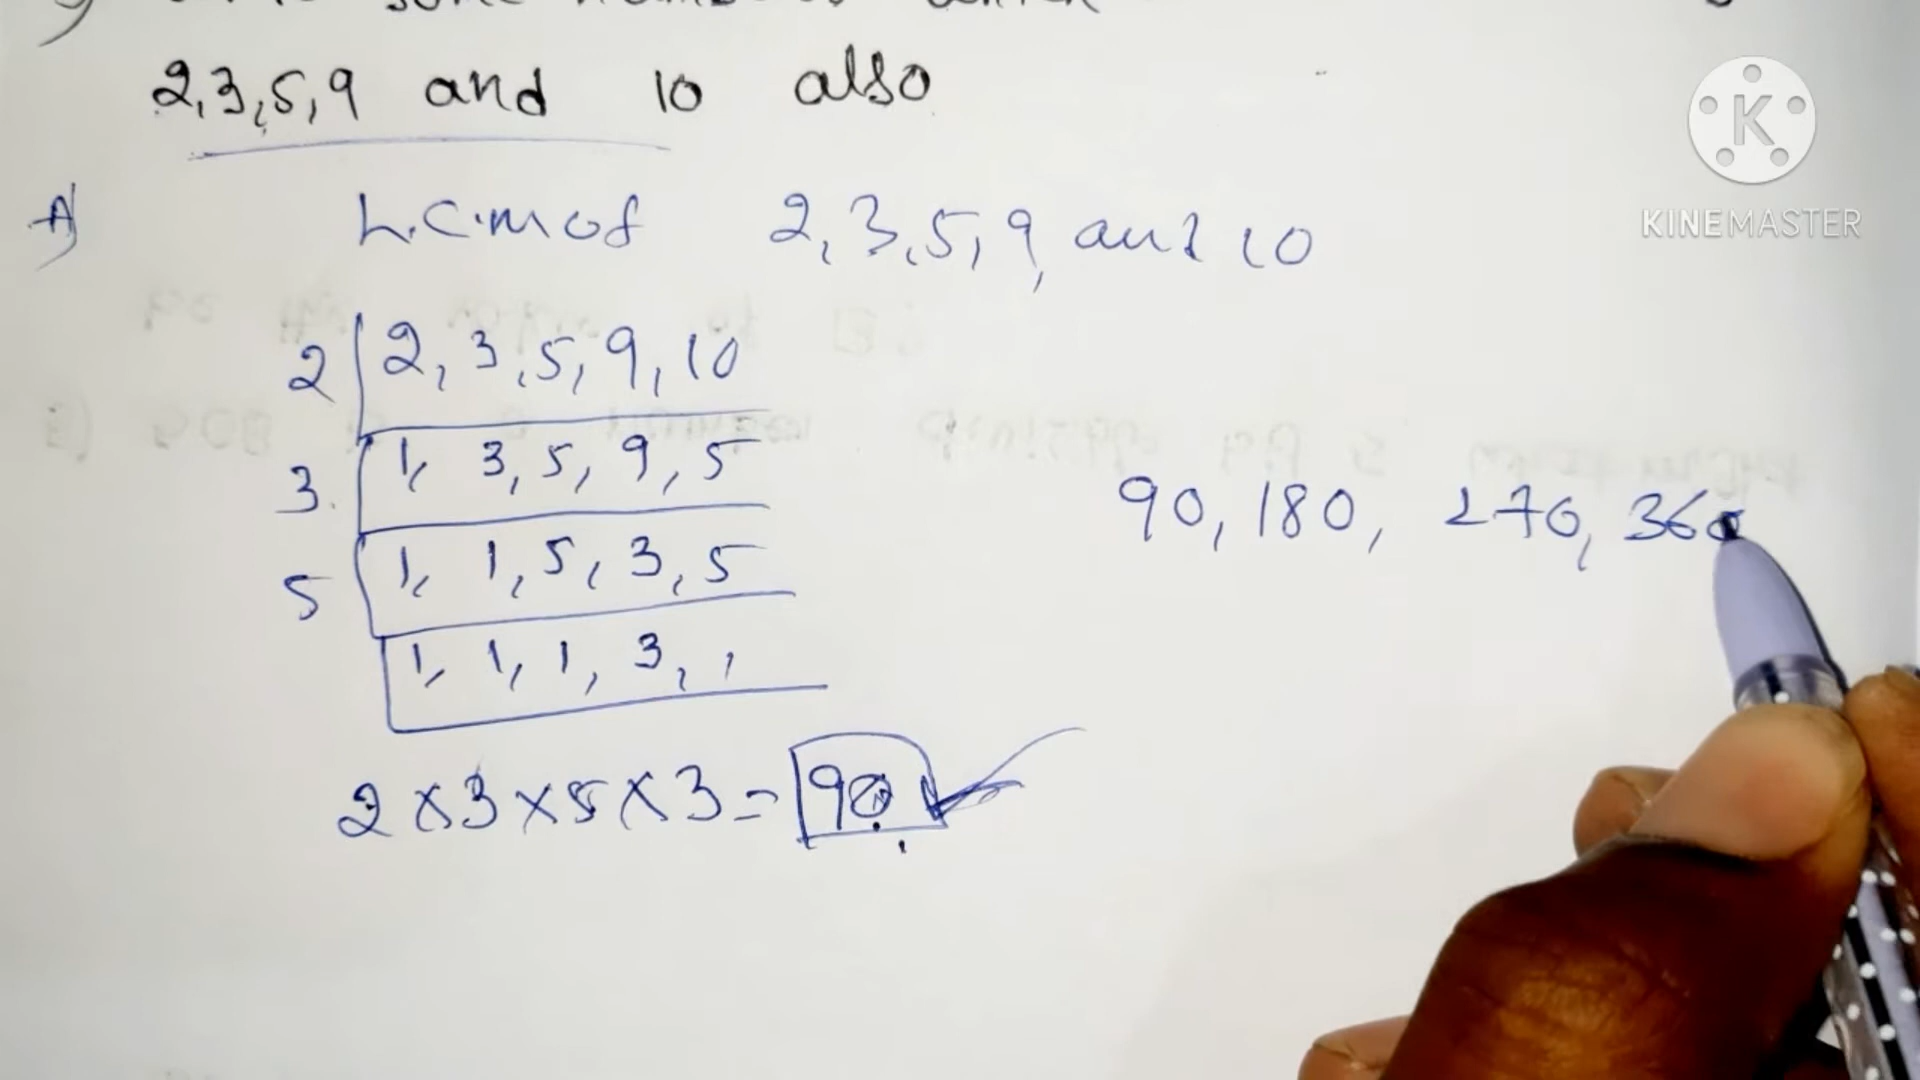 2,3,5,9 and 10 also
A)
L.C.M of 2,3,5,9, and 10
2 2, 3, 5, 9, 10
3. 1, 3, 5, 9, 5
5 1, 1, 5, 3, 5
1, 1, 1, 3, 1
90, 180, 270, 360
2 × 3 × 5 × 3 = 90
K
KINEMASTER